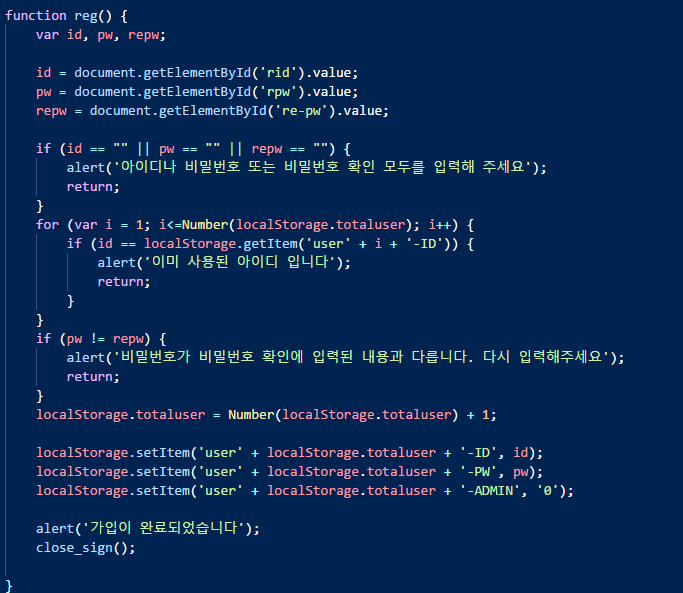 function reg() {
    var id, pw, repw;

    id = document.getElementById('rid').value;
    pw = document.getElementById('rpw').value;
    repw = document.getElementById('re-pw').value;

    if (id == "" || pw == "" || repw == "") {
        alert('아이디나 비밀번호 또는 비밀번호 확인 모두를 입력해 주세요');
        return;
    }
    for (var i = 1; i<=Number(localStorage.totaluser); i++) {
        if (id == localStorage.getItem('user' + i + '-ID')) {
            alert('이미 사용된 아이디 입니다');
            return;
        }
    }
    if (pw != repw) {
        alert('비밀번호가 비밀번호 확인에 입력된 내용과 다릅니다. 다시 입력해주세요');
        return;
    }
    localStorage.totaluser = Number(localStorage.totaluser) + 1;

    localStorage.setItem('user' + localStorage.totaluser + '-ID', id);
    localStorage.setItem('user' + localStorage.totaluser + '-PW', pw);
    localStorage.setItem('user' + localStorage.totaluser + '-ADMIN', '0');

    alert('가입이 완료되었습니다');
    close_sign();

}